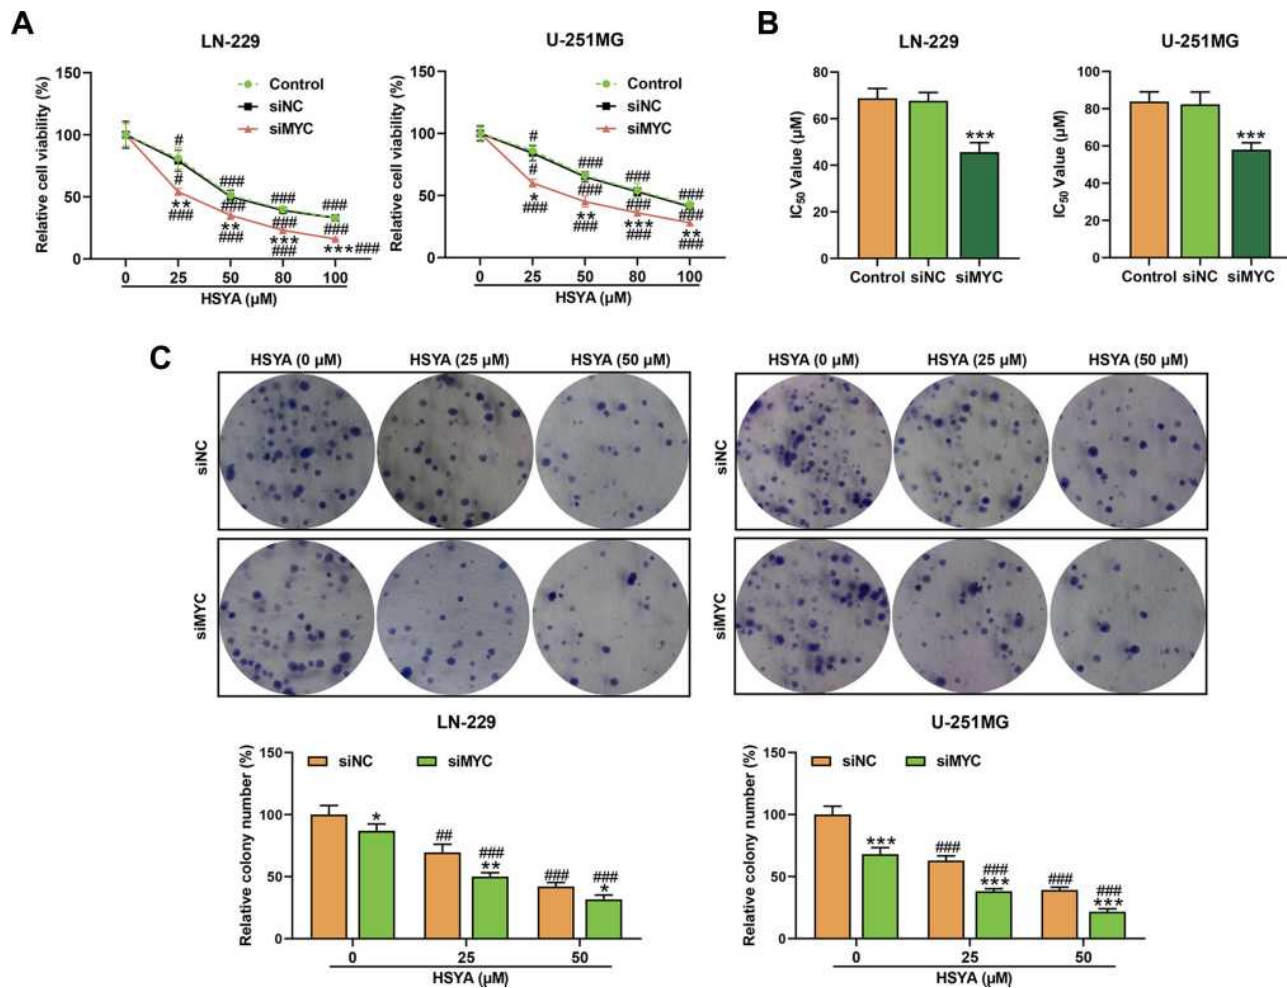 A
LN-229
Relative cell viability (%)
150
100
50
0
Control
siNC
siMYC
#
#
**
###
###
###
**
###
###
###
***
###
###
###
***###
0 25 50 80 100
HSYA (µM)
U-251MG
Relative cell viability (%)
150
100
50
0
Control
siNC
siMYC
#
#
*
###
###
###
**
###
###
###
***
###
###
###
**
###
0 25 50 80 100
HSYA (µM)
B
LN-229
IC50 Value (µM)
80
60
40
20
0
***
Control siNC siMYC
U-251MG
IC50 Value (µM)
100
80
60
40
20
0
***
Control siNC siMYC
C
HSYA (0 µM) HSYA (25 µM) HSYA (50 µM)
siNC
siMYC
HSYA (0 µM) HSYA (25 µM) HSYA (50 µM)
siNC
siMYC
LN-229
Relative colony number (%)
150
100
50
0
siNC siMYC
*
##
###
**
###
###
*
0 25 50
HSYA (µM)
U-251MG
Relative colony number (%)
150
100
50
0
siNC siMYC
***
###
###
***
###
###
***
0 25 50
HSYA (µM)